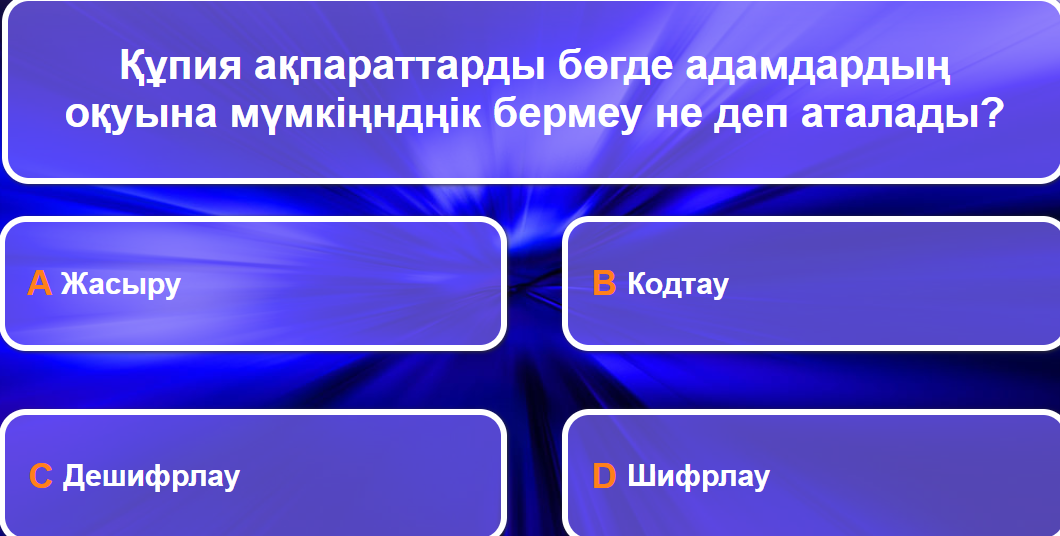 Құпия ақпараттарды бөгде адамдардың
оқуына мүмкіңндңік бермеу не деп аталады?
A Жасыру
B Кодтау
C Дешифрлау
D Шифрлау